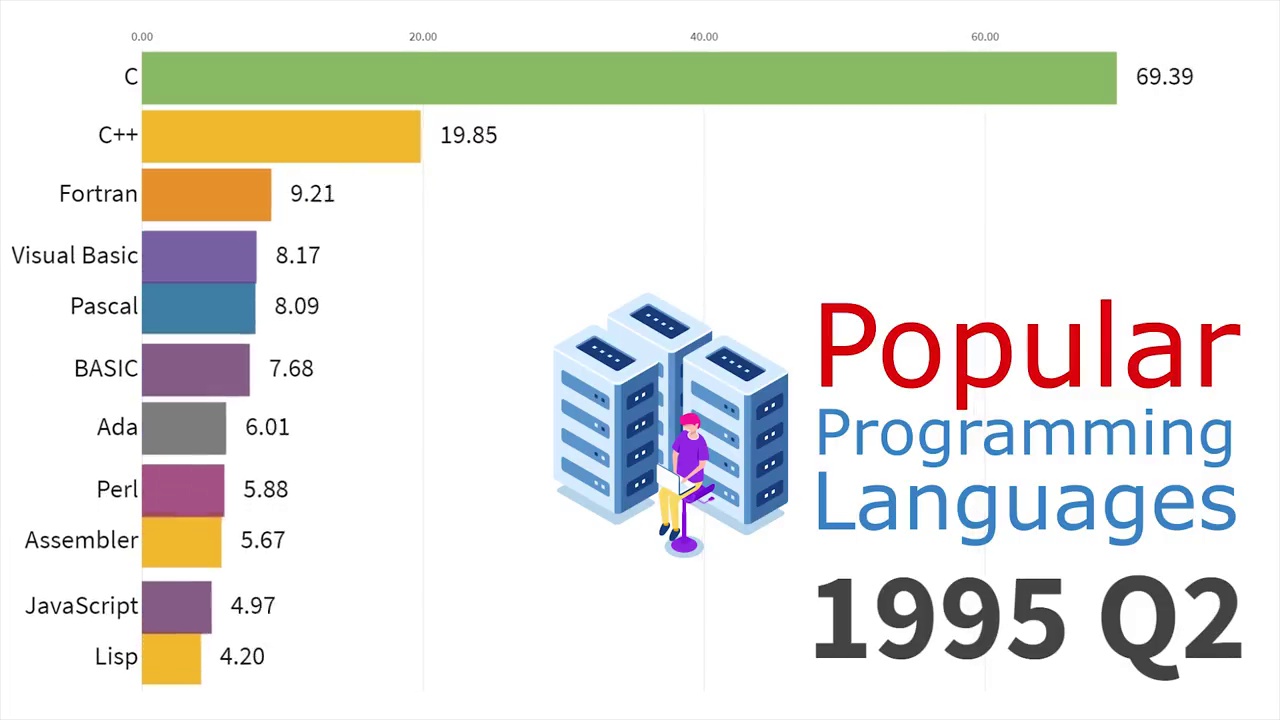 0.00 20.00 40.00 60.00
C 69.39
C++ 19.85
Fortran 9.21
Visual Basic 8.17
Pascal 8.09
BASIC 7.68
Ada 6.01
Perl 5.88
Assembler 5.67
JavaScript 4.97
Lisp 4.20
Popular
Programming
Languages
1995 Q2